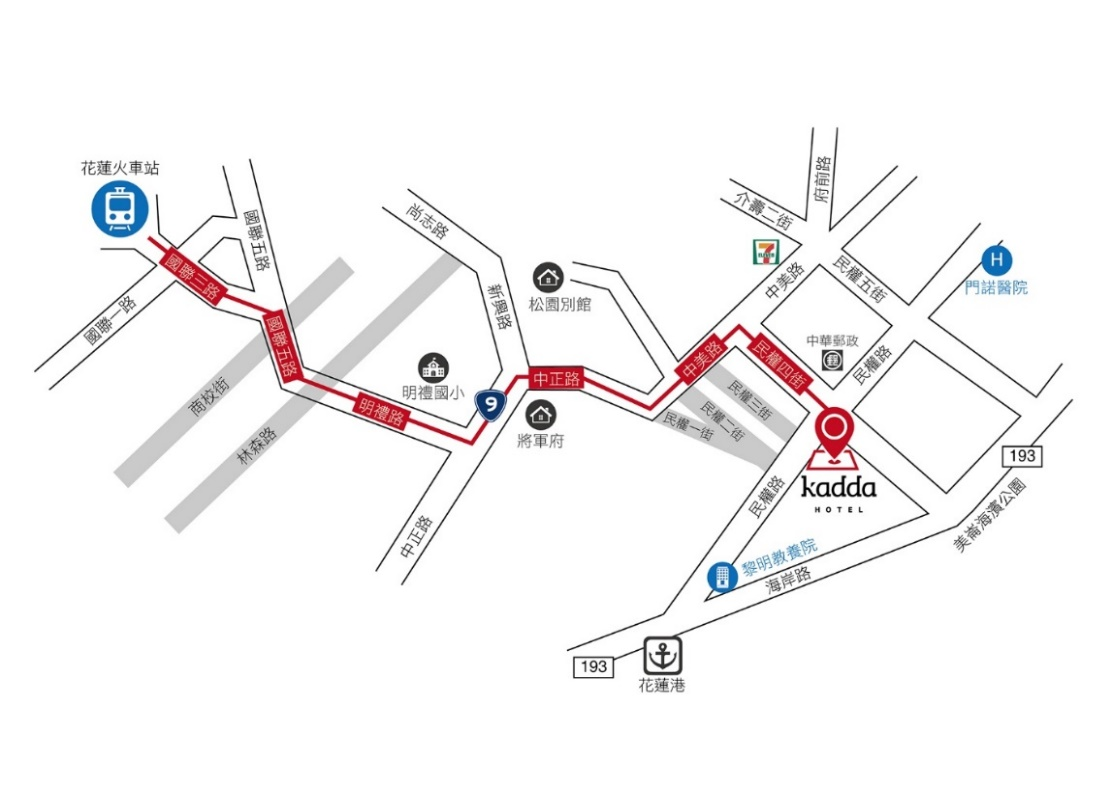 花蓮火車站
國聯五路
國聯三路
國聯一路
國聯五路
商校街
林森路
明禮路
尚志路
新興路
明禮國小
9
松園別館
中正路
將軍府
中正路
府前路
介壽二街
7
ELEVEN
中美路
民權五街
H
門諾醫院
中華郵政
民權路
中美路
民權四街
民權三街
民權二街
民權一街
kadda
HOTEL
民權路
193
美崙海濱公園
黎明教養院
海岸路
193
花蓮港